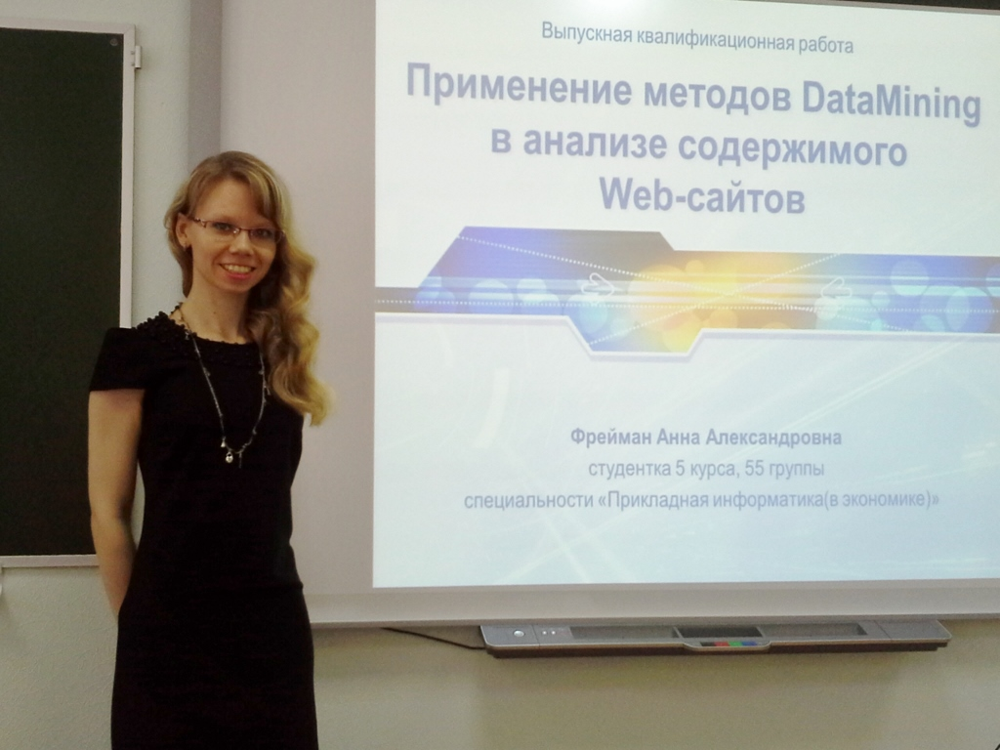 Выпускная квалификационная работа
Применение методов DataMining
в анализе содержимого
Web-сайтов
Фрейман Анна Александровна
студентка 5 курса, 55 группы
специальности «Прикладная информатика(в экономике)»